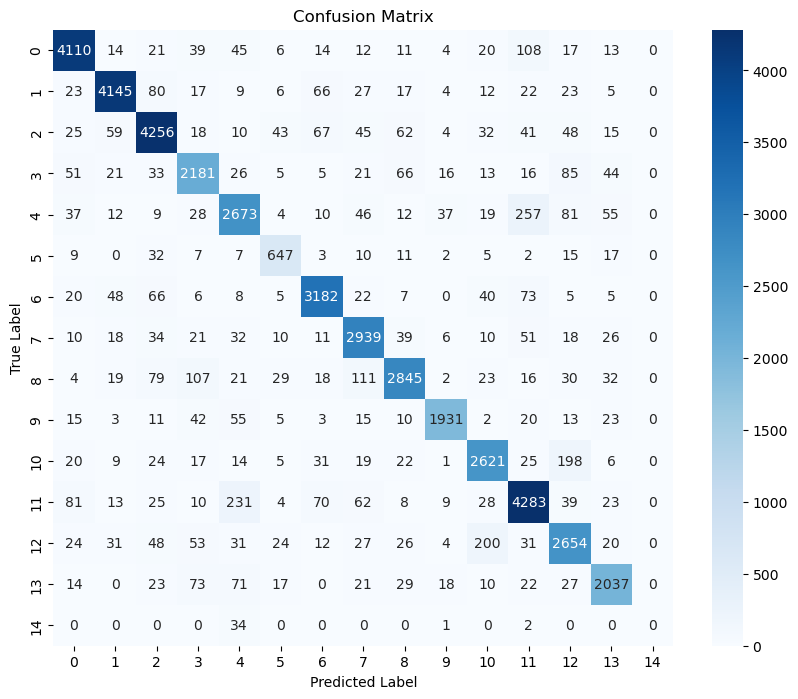 Confusion Matrix
0 4110 14 21 39 45 6 14 12 11 4 20 108 17 13 0
1 23 4145 80 17 9 6 66 27 17 4 12 22 23 5 0
2 25 59 4256 18 10 43 67 45 62 4 32 41 48 15 0
3 51 21 33 2181 26 5 5 21 66 16 13 16 85 44 0
4 37 12 9 28 2673 4 10 46 12 37 19 257 81 55 0
5 9 0 32 7 7 647 3 10 11 2 5 2 15 17 0
6 20 48 66 6 8 5 3182 22 7 0 40 73 5 5 0
7 10 18 34 21 32 10 11 2939 39 6 10 51 18 26 0
8 4 19 79 107 21 29 18 111 2845 2 23 16 30 32 0
9 15 3 11 42 55 5 3 15 10 1931 2 20 13 23 0
10 20 9 24 17 14 5 31 19 22 1 2621 25 198 6 0
11 81 13 25 10 231 4 70 62 8 9 28 4283 39 23 0
12 24 31 48 53 31 24 12 27 26 4 200 31 2654 20 0
13 14 0 23 73 71 17 0 21 29 18 10 22 27 2037 0
14 0 0 0 0 34 0 0 0 0 1 0 2 0 0 0
0 1 2 3 4 5 6 7 8 9 10 11 12 13 14
Predicted Label
True Label
4000
3500
3000
2500
2000
1500
1000
500
0